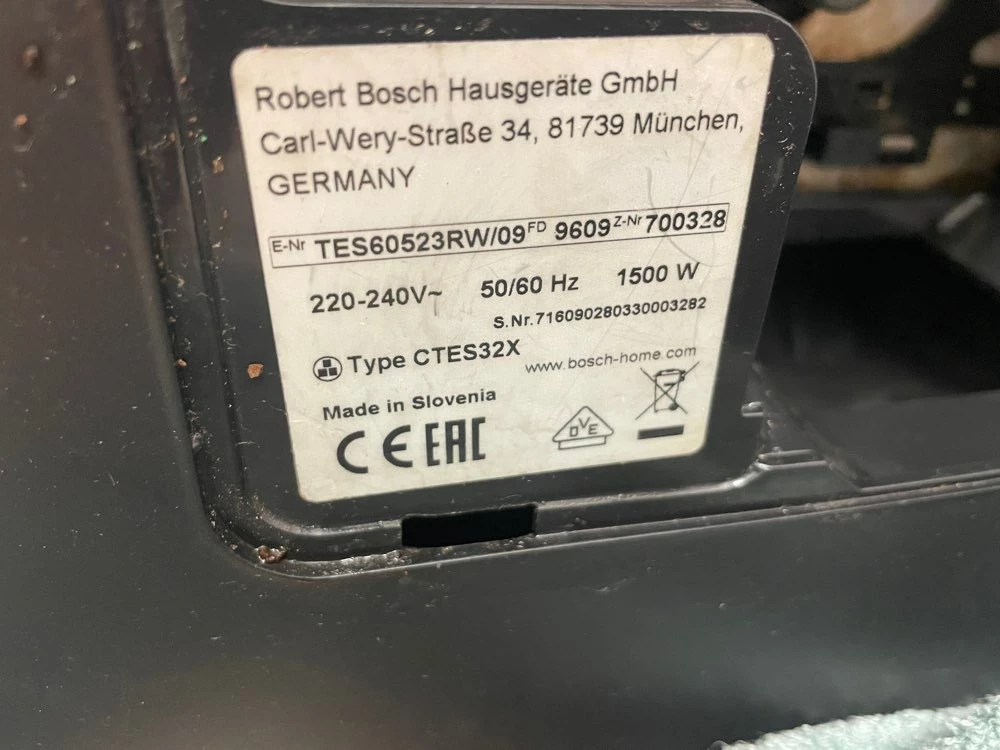 Robert Bosch Hausgeräte GmbH
Carl-Wery-Straße 34, 81739 München,
GERMANY
E-Nr TES60523RW/09 FD 9609 Z-Nr 700328
220-240V~ 50/60 Hz 1500 W
S.Nr.716090280330003282
Type CTES32X
www.bosch-home.com
Made in Slovenia
CE EAC DVE